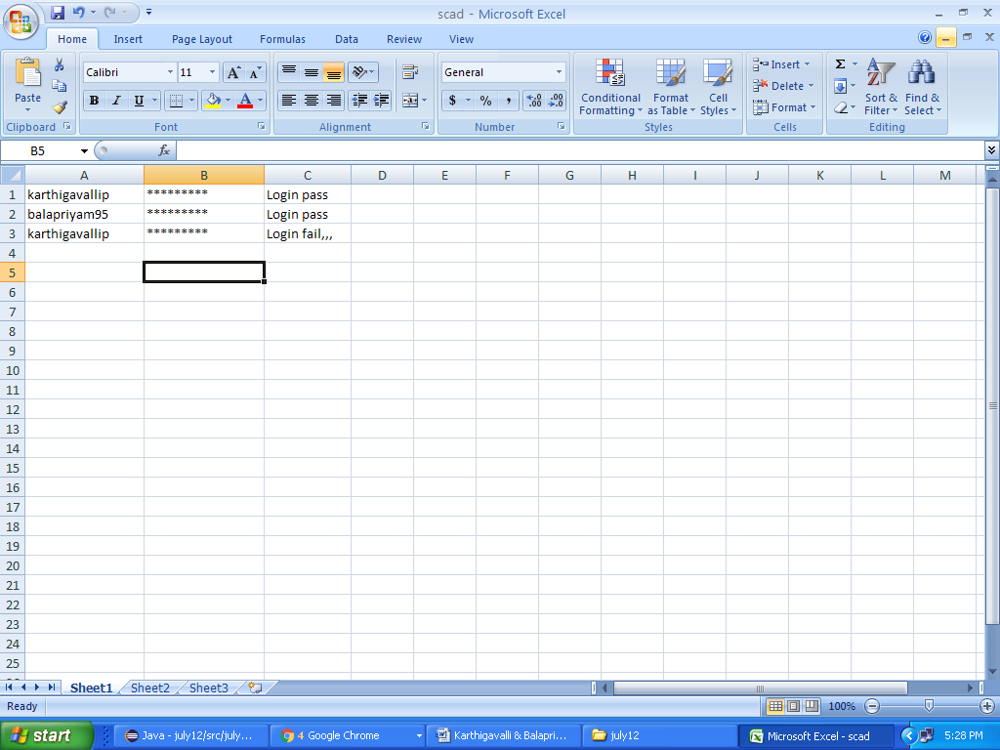 scad - Microsoft Excel
Home Insert Page Layout Formulas Data Review View
Paste Calibri 11 A A General Conditional Formatting Format as Table Cell Styles Insert Delete Format Σ Sort & Filter Find & Select
B I U A $ % , .00 .00
Clipboard Font Alignment Number Styles Cells Editing
B5 fx
A B C D E F G H I J K L M
1 karthigavallip ********* Login pass
2 balapriyam95 ********* Login pass
3 karthigavallip ********* Login fail,,,
4
5
6
7
8
9
10
11
12
13
14
15
16
17
18
19
20
21
22
23
24
25
Sheet1 Sheet2 Sheet3
Ready 100%
start Java - july12/src/july... 4 Google Chrome Karthigavalli & Balapri... july12 Microsoft Excel - scad 5:28 PM